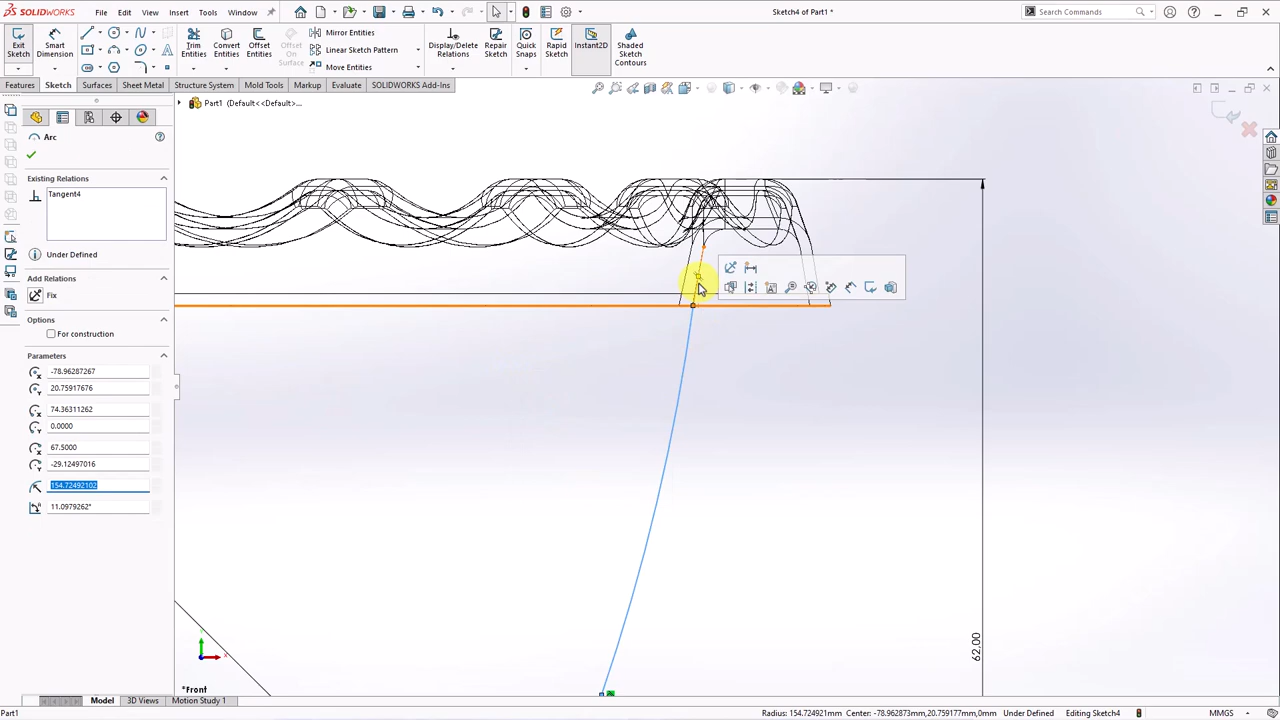 SOLIDWORKS File Edit View Insert Tools Window Sketch4 of Part1 * Search Commands
Exit Sketch
Smart Dimension
Trim Entities
Convert Entities
Offset Entities
Offset On Surface
Mirror Entities
Linear Sketch Pattern
Move Entities
Display/Delete Relations
Repair Sketch
Quick Snaps
Rapid Sketch
Instant2D
Shaded Sketch Contours
Features Sketch Surfaces Sheet Metal Structure System Mold Tools Markup Evaluate SOLIDWORKS Add-Ins
Part1 (Default<<Default>...
Arc
Existing Relations
Tangent4
Under Defined
Add Relations
Fix
Options
For construction
Parameters
-78.96287267
20.75917676
74.36311262
0.0000
67.5000
-29.12497016
154.72492102
11.0979262°
62.00
Y
X
*Front
Model 3D Views Motion Study 1
Part1 Radius: 154.724921mm Center: -78.962873mm,20.759177mm,0mm Under Defined Editing Sketch4 MMGS